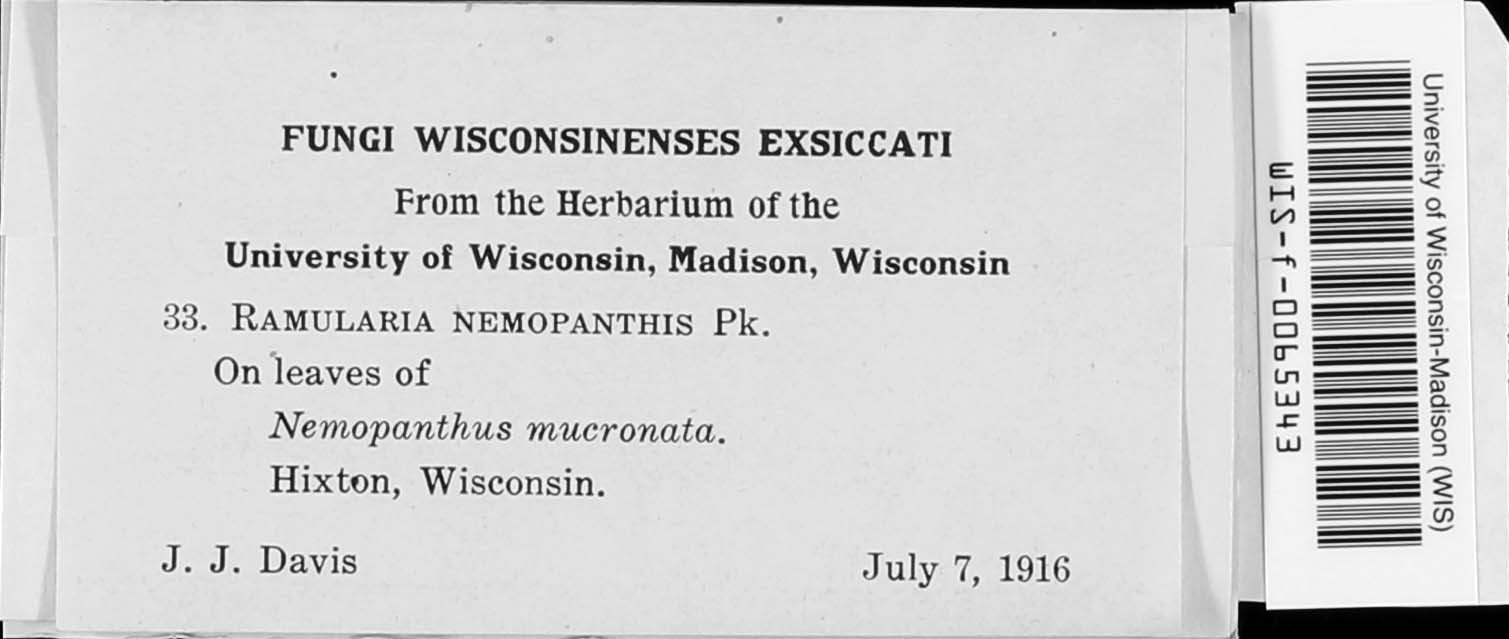 FUNGI WISCONSINENSES EXSICCATI
From the Herbarium of the
University of Wisconsin, Madison, Wisconsin
33. RAMULARIA NEMOPANTHIS Pk.
On leaves of
Nemopanthus mucronata.
Hixton, Wisconsin.
J. J. Davis July 7, 1916
University of Wisconsin-Madison (WIS)
WIS-f-0065343